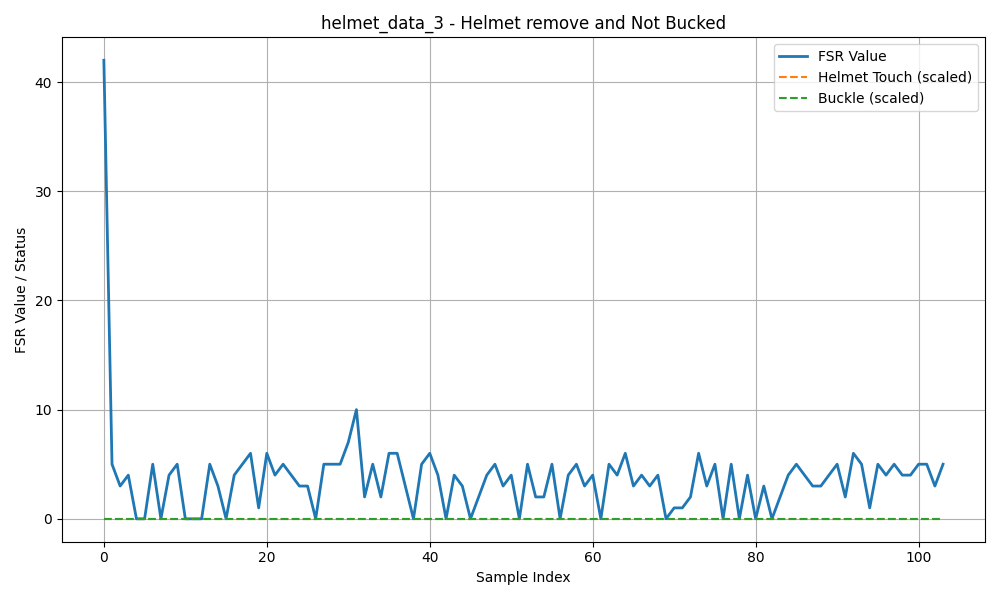 helmet_data_3 - Helmet remove and Not Bucked
FSR Value
Helmet Touch (scaled)
Buckle (scaled)
FSR Value / Status
40
30
20
10
0
0 20 40 60 80 100
Sample Index